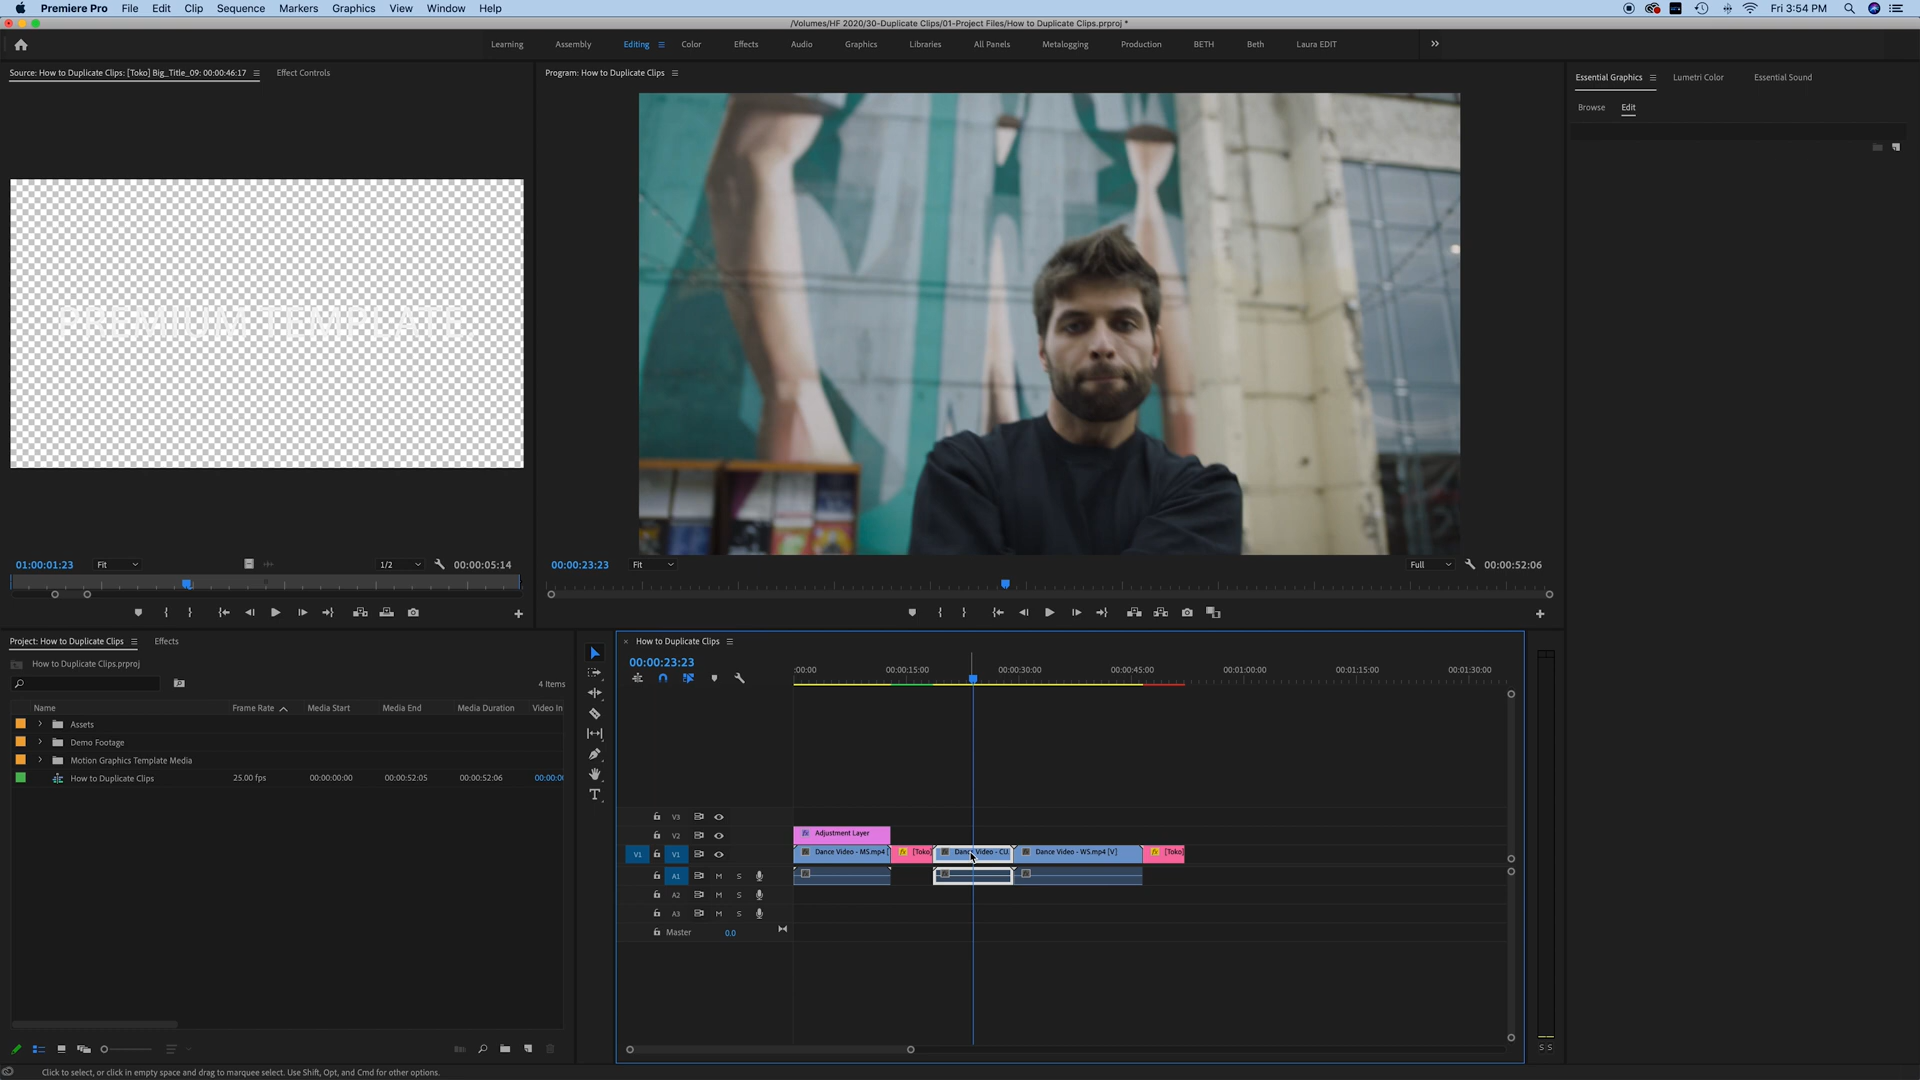 Premiere Pro File Edit Clip Sequence Markers Graphics View Window Help Fri 3:54 PM
/Volumes/HF 2020/30-Duplicate Clips/01-Project Files/How to Duplicate Clips.prproj *
Learning Assembly Editing Color Effects Audio Graphics Libraries All Panels Metalogging Production BETH Beth Laura EDIT
Source: How to Duplicate Clips: [Toko] Big_Title_09: 00:00:46:17 Effect Controls
Program: How to Duplicate Clips
Essential Graphics Lumetri Color Essential Sound
Browse Edit
PREMIUM TEMPLATE
01:00:01:23 Fit 1/2 00:00:05:14
00:00:23:23 Fit Full 00:00:52:06
Project: How to Duplicate Clips Effects
How to Duplicate Clips.prproj
4 Items
Name Frame Rate Media Start Media End Media Duration Video In
Assets
Demo Footage
Motion Graphics Template Media
How to Duplicate Clips 25.00 fps 00:00:00:00 00:00:52:05 00:00:52:06 00:00:0
How to Duplicate Clips
00:00:23:23
:00:00 00:00:15:00 00:00:30:00 00:00:45:00 00:01:00:00 00:01:15:00 00:01:30:00
V3
V2 Adjustment Layer
V1 V1 Dance Video - MS.mp4 [ [Toko] Dance Video - CU. Dance Video - WS.mp4 [V] [Toko]
A1 M S
A2 M S
A3 M S
Master 0.0
S S
Click to select, or click in empty space and drag to marquee select. Use Shift, Opt, and Cmd for other options.